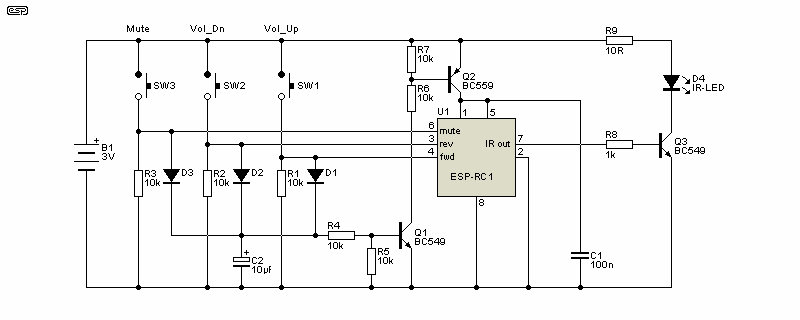 esp
Mute
Vol_Dn
Vol_Up
R9
10R
R7
10k
Q2
BC559
D4
IR-LED
SW3
SW2
SW1
R6
10k
U1
1
5
B1
3V
+
6
mute
3
rev
4
fwd
IR out
7
2
ESP-RC1
8
R8
1k
Q3
BC549
R3
10k
D3
R2
10k
D2
R1
10k
D1
R4
10k
Q1
BC549
R5
10k
+
C2
10µF
C1
100n